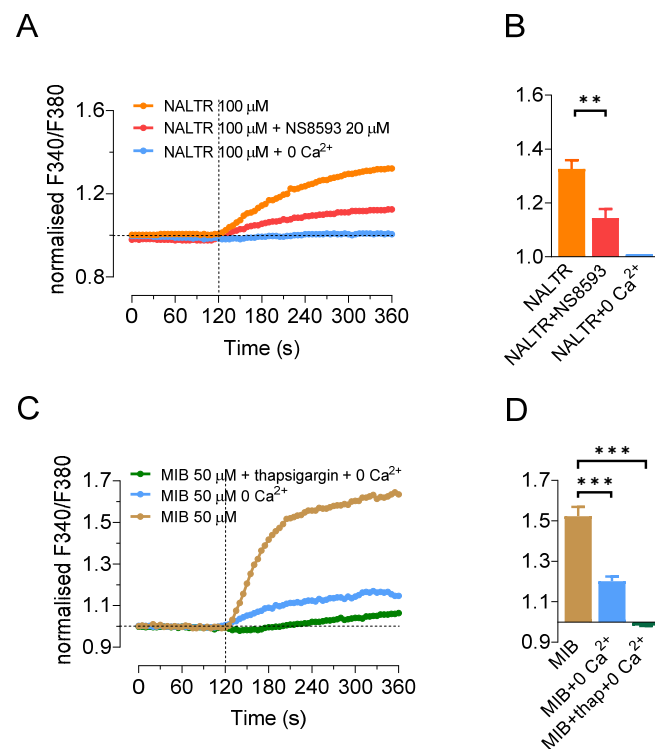 A
normalised F340/F380
1.6
1.4
1.2
1.0
0.8
NALTR 100 μM
NALTR 100 μM + NS8593 20 μM
NALTR 100 μM + 0 Ca²⁺
0 60 120 180 240 300 360
Time (s)
B
1.6
1.4
1.2
1.0
**
NALTR
NALTR+NS8593
NALTR+0 Ca²⁺
C
normalised F340/F380
1.7
1.5
1.3
1.1
0.9
MIB 50 μM + thapsigargin + 0 Ca²⁺
MIB 50 μM 0 Ca²⁺
MIB 50 μM
0 60 120 180 240 300 360
Time (s)
D
1.7
1.5
1.3
1.1
0.9
***
***
MIB
MIB+0 Ca²⁺
MIB+thap+0 Ca²⁺